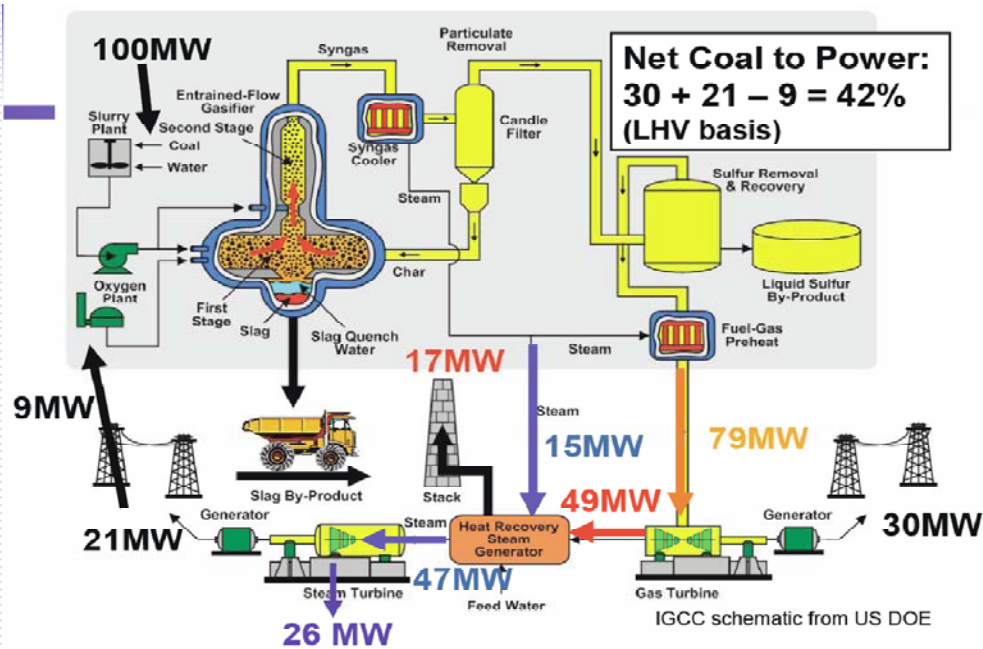 100MW
Syngas
Particulate
Removal
Net Coal to Power:
30 + 21 – 9 = 42%
(LHV basis)
Entrained-Flow
Gasifier
Slurry
Plant
Second Stage
Coal
Water
Syngas
Cooler
Candle
Filter
Steam
Sulfur Removal
& Recovery
Char
Oxygen
Plant
Liquid Sulfur
By-Product
First
Stage
Slag
Slag Quench
Water
Fuel-Gas
Preheat
Steam
9MW
17MW
Steam
15MW
79MW
Slag By-Product
Stack
49MW
21MW
Generator
Steam
Heat Recovery
Steam
Generator
Generator
30MW
47MW
Steam Turbine
Feed Water
Gas Turbine
26 MW
IGCC schematic from US DOE